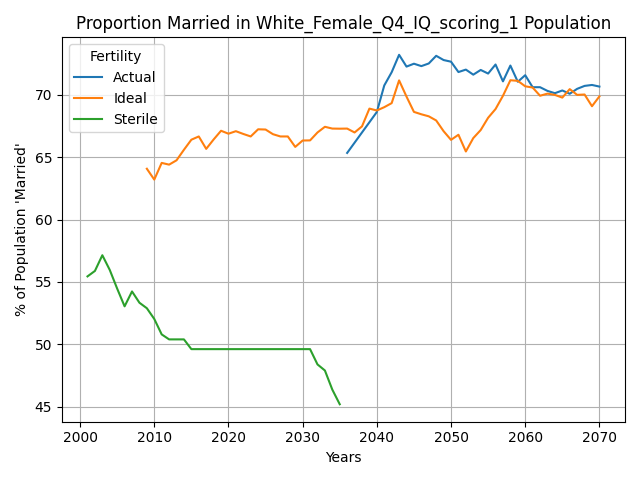 Proportion Married in White_Female_Q4_IQ_scoring_1 Population
Fertility
Actual
Ideal
Sterile
% of Population 'Married'
70
65
60
55
50
45
2000 2010 2020 2030 2040 2050 2060 2070
Years